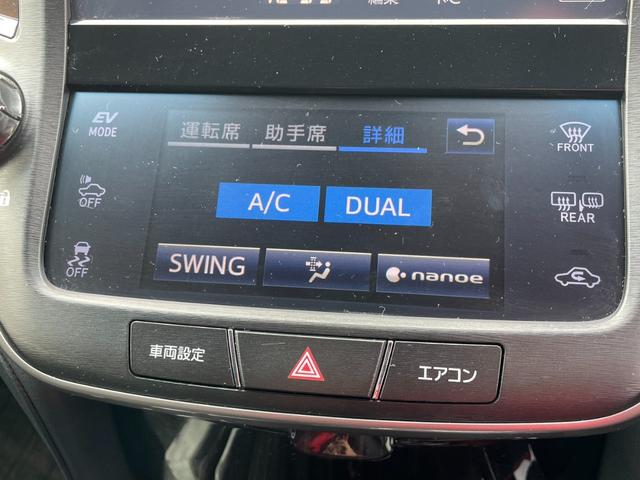 EV
MODE
運転席
助手席
詳細
FRONT
OFF
A/C
DUAL
REAR
OFF
SWING
nanoe
車両設定
エアコン